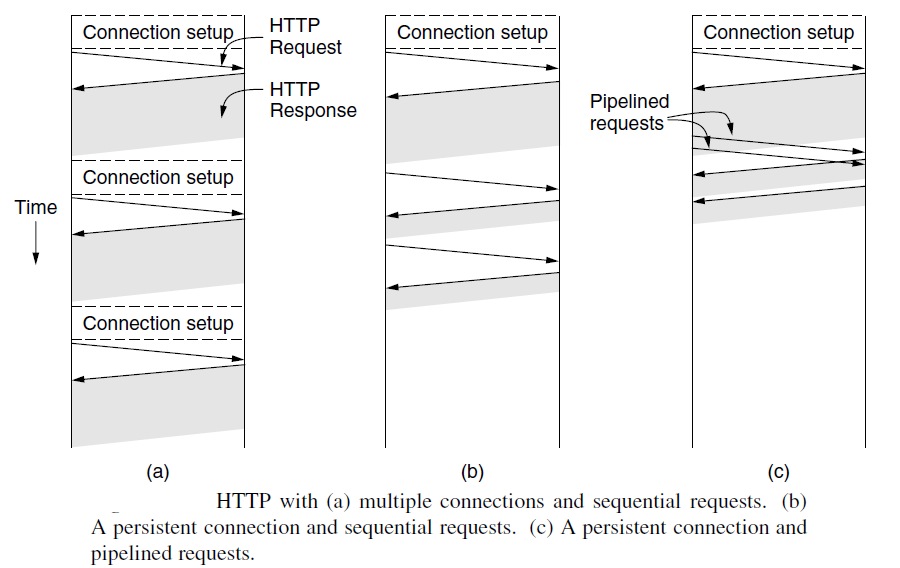 Connection setup
HTTP
Request
HTTP
Response
Connection setup
Connection setup
Time
Connection setup
Connection setup
Pipelined
requests
(a)
(b)
(c)
HTTP with (a) multiple connections and sequential requests. (b)
A persistent connection and sequential requests. (c) A persistent connection and
pipelined requests.